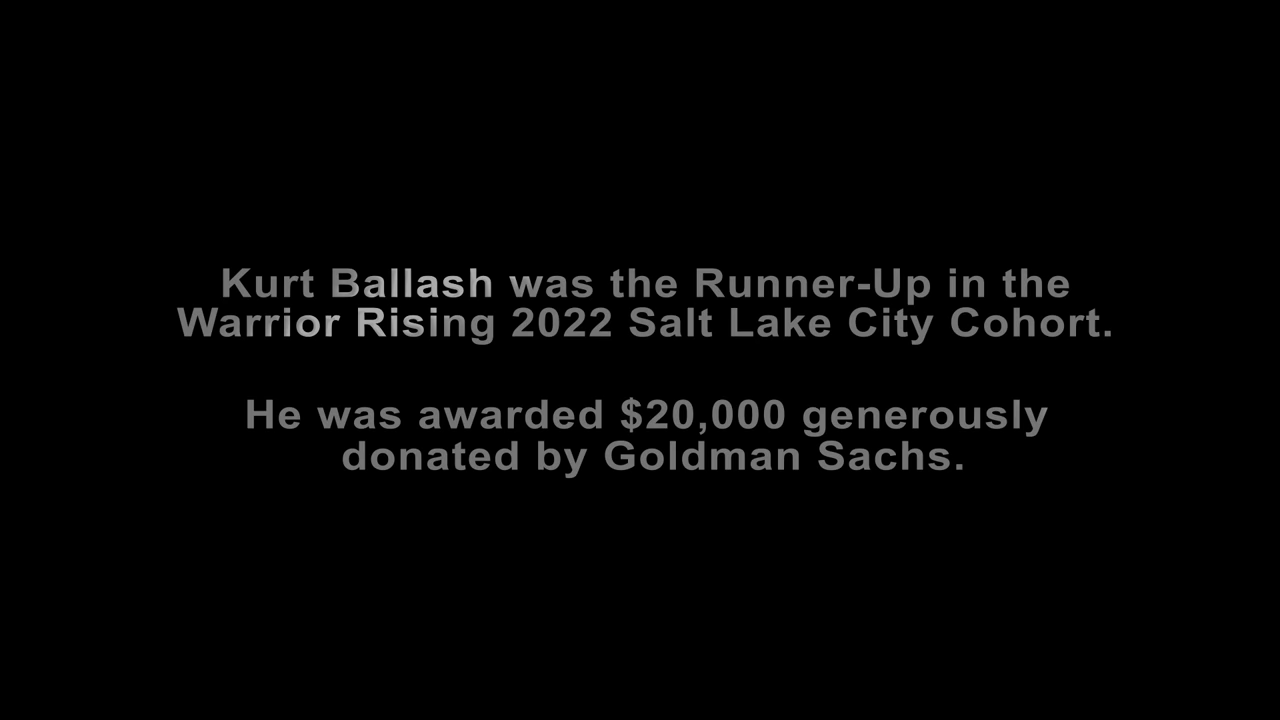 Kurt Ballash was the Runner-Up in the
Warrior Rising 2022 Salt Lake City Cohort.
He was awarded $20,000 generously
donated by Goldman Sachs.